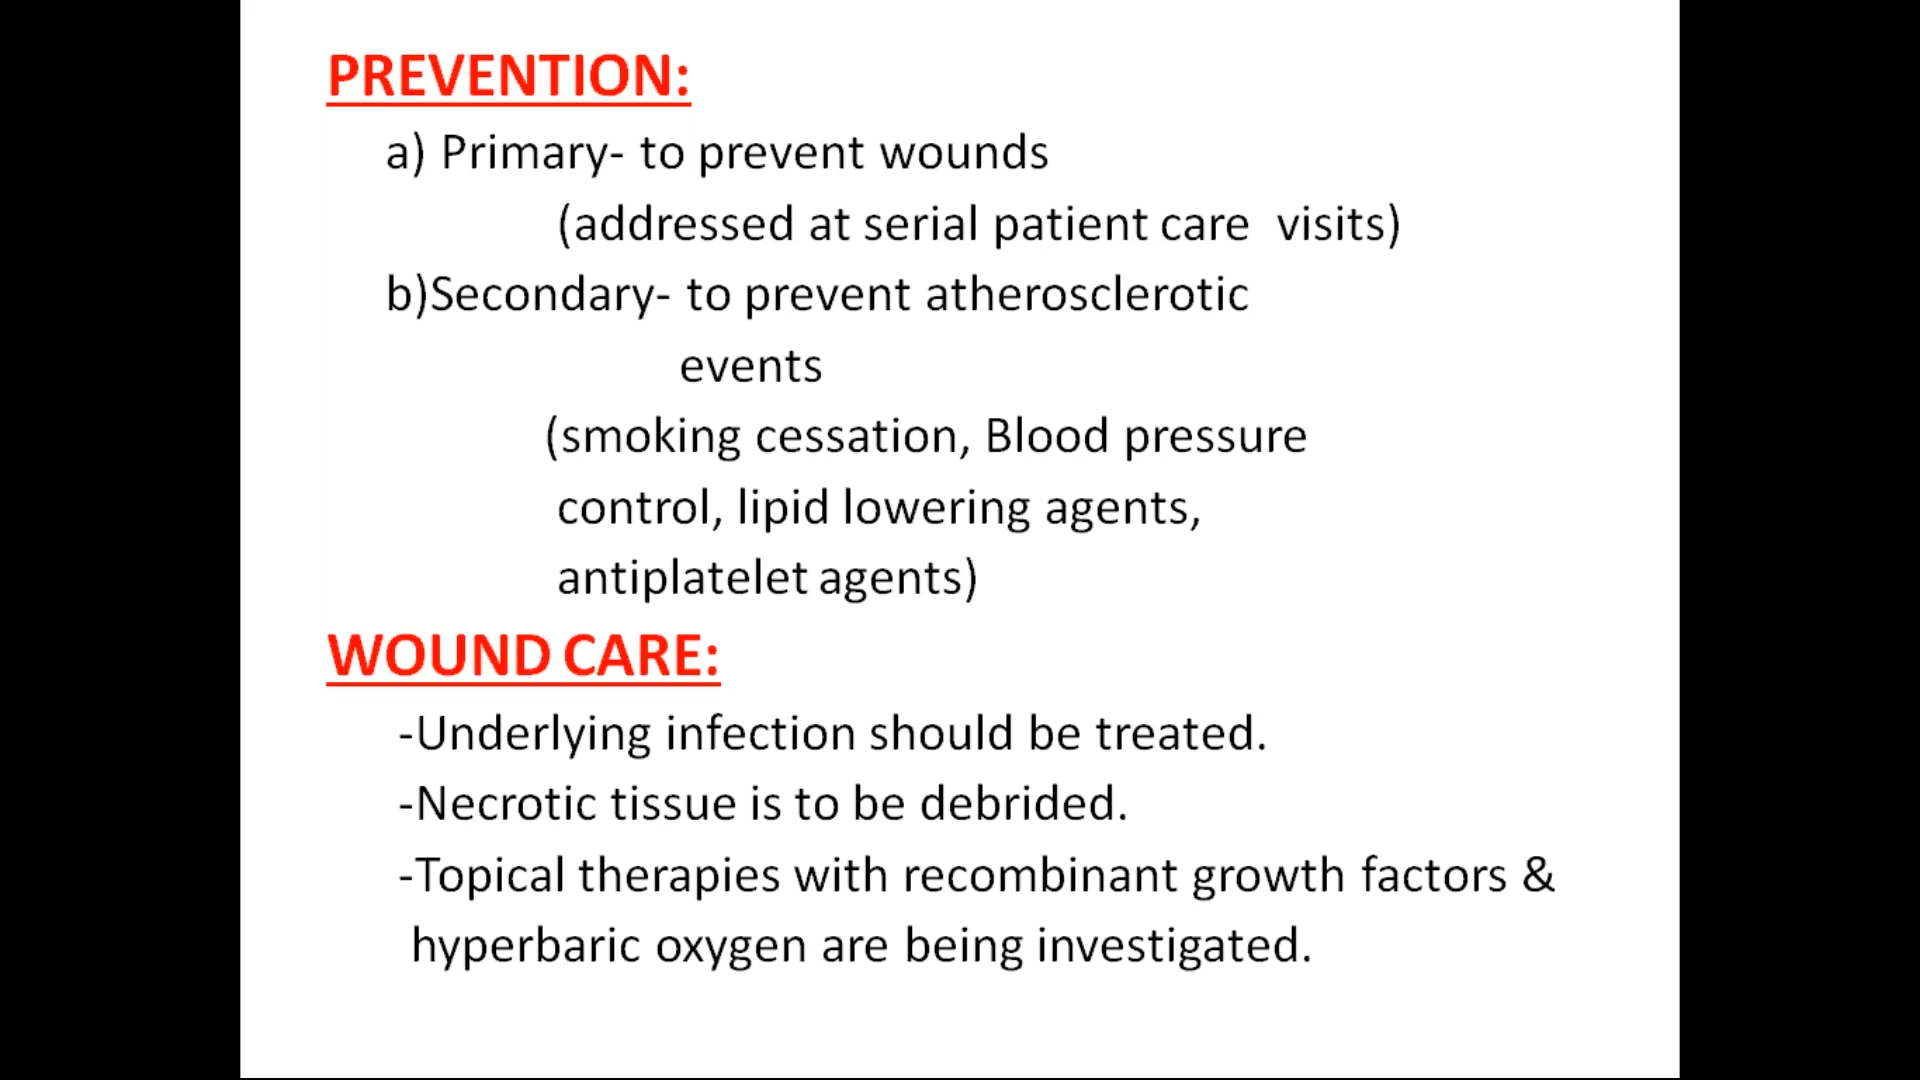 PREVENTION:
a) Primary- to prevent wounds
(addressed at serial patient care  visits)
b)Secondary- to prevent atherosclerotic
events
(smoking cessation, Blood pressure
control, lipid lowering agents,
antiplatelet agents)
WOUND CARE:
-Underlying infection should be treated.
-Necrotic tissue is to be debrided.
-Topical therapies with recombinant growth factors &
hyperbaric oxygen are being investigated.